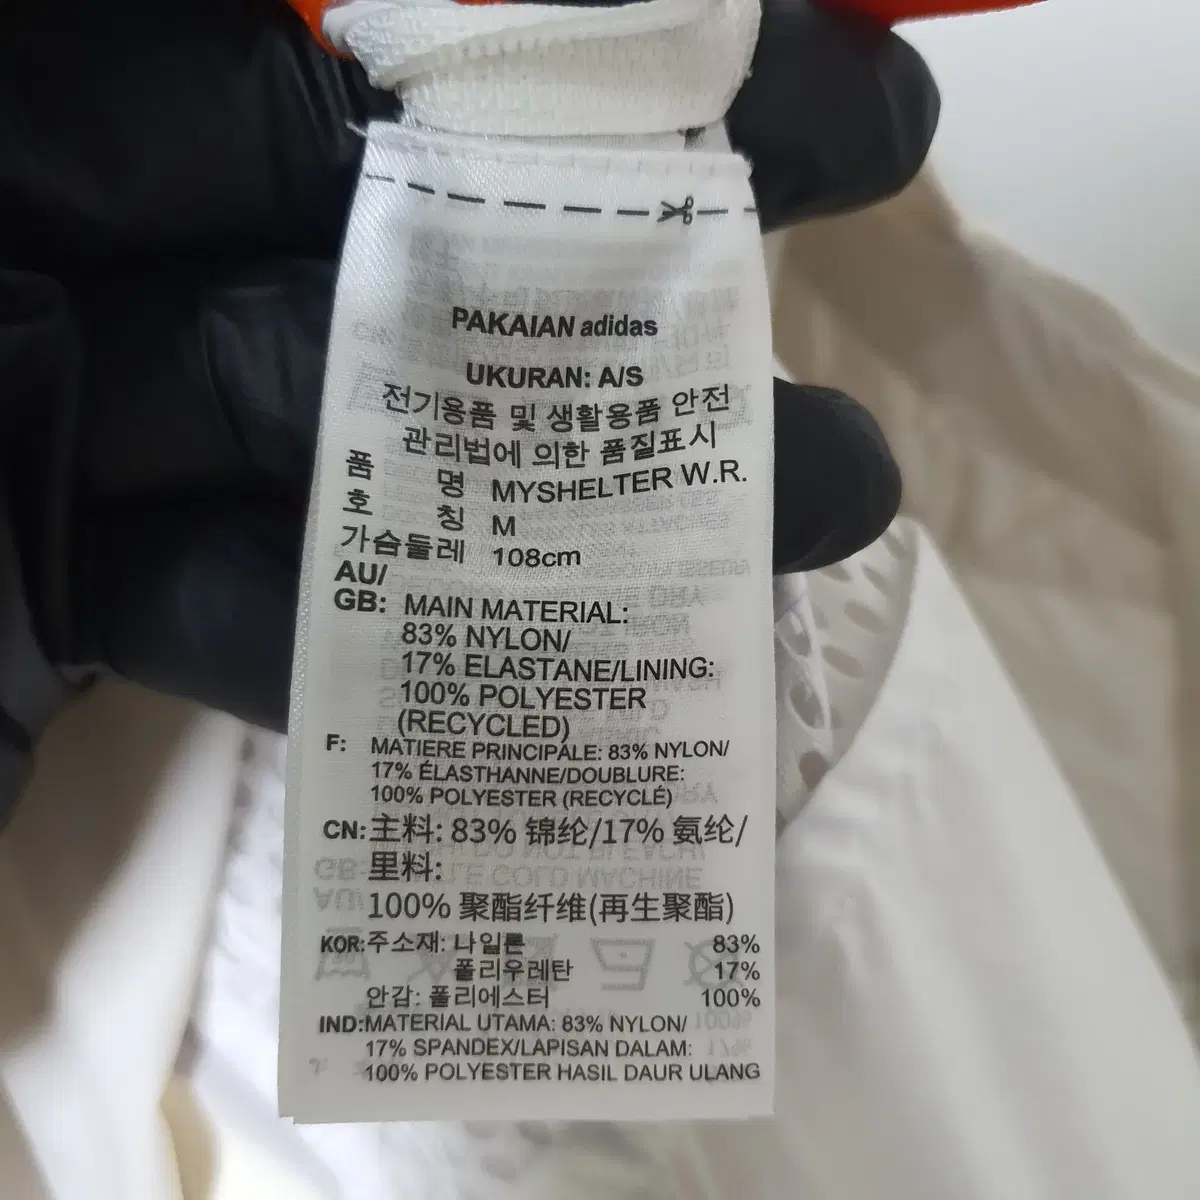 PAKAIAN adidas
UKURAN: A/S
전기용품 및 생활용품 안전
관리법에 의한 품질표시
품 명 MYSHELTER W.R.
호 칭 M
가슴둘레 108cm
AU/
GB: MAIN MATERIAL:
83% NYLON/
17% ELASTANE/LINING:
100% POLYESTER
(RECYCLED)
F: MATIERE PRINCIPALE: 83% NYLON/
17% ÉLASTHANNE/DOUBLURE:
100% POLYESTER (RECYCLÉ)
CN: 主料: 83% 锦纶/17% 氨纶/
里料:
100% 聚酯纤维(再生聚酯)
KOR: 주소재: 나일론 83%
폴리우레탄 17%
안감: 폴리에스터 100%
IND: MATERIAL UTAMA: 83% NYLON/
17% SPANDEX/LAPISAN DALAM:
100% POLYESTER HASIL DAUR ULANG